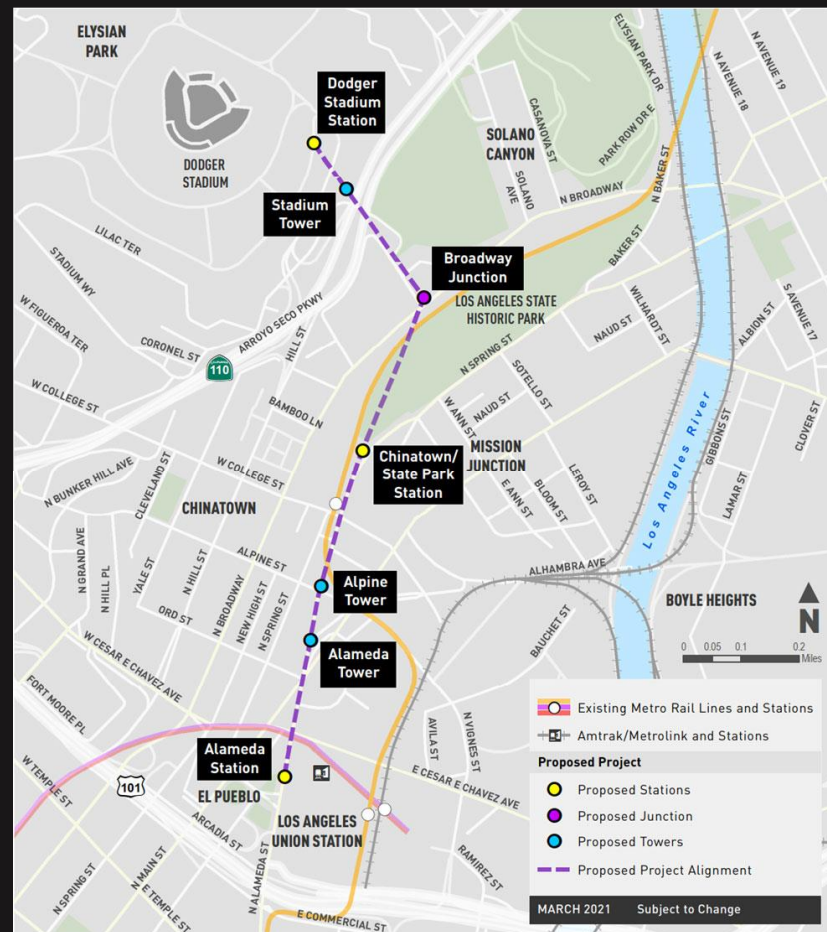 ELYSIAN
PARK
DODGER
STADIUM
Dodger
Stadium
Station
Stadium
Tower
LILAC TER
STADIUM WY
W FIGUEROA TER
CORONEL ST
110
ARROYO SECO PKWY
HILL ST
BAMBOO LN
W COLLEGE ST
W COLLEGE ST
ELYSIAN PARK DR
N AVENUE 18
N AVENUE 19
CASANOVA ST
PARK ROW DR E
SOLANO
CANYON
SOLANO
AVE
N BROADWAY
N BAKER ST
BAKER ST
Broadway
Junction
LOS ANGELES STATE
HISTORIC PARK
WILHARDT ST
NAUD ST
ALBION ST
S AVENUE 17
N SPRING ST
SOTELLO ST
W ANN ST
NAUD ST
MISSION
JUNCTION
LEROY ST
BLOOM ST
E ANN ST
Los Angeles River
GIBBONS ST
CLOVER ST
LAMAR ST
Chinatown/
State Park
Station
N BUNKER HILL AVE
CLEVELAND ST
CHINATOWN
N GRAND AVE
N HILL PL
YALE ST
N HILL ST
ALPINE ST
ORD ST
N BROADWAY
NEW HIGH ST
N SPRING ST
Alpine
Tower
Alameda
Tower
ALHAMBRA AVE
BAUCHET ST
BOYLE HEIGHTS
N
0 0.05 0.1 0.2
Miles
W CESAR E CHAVEZ AVE
FORT MOORE PL
W TEMPLE ST
101
Alameda
Station
EL PUEBLO
ARCADIA ST
N MAIN ST
N SPRING ST
E TEMPLE ST
N ALAMEDA ST
LOS ANGELES
UNION STATION
AVILA ST
N VIGNES ST
E CESAR E CHAVEZ AVE
RAMIREZ ST
E COMMERCIAL ST
Existing Metro Rail Lines and Stations
Amtrak/Metrolink and Stations
Proposed Project
Proposed Stations
Proposed Junction
Proposed Towers
Proposed Project Alignment
MARCH 2021 Subject to Change